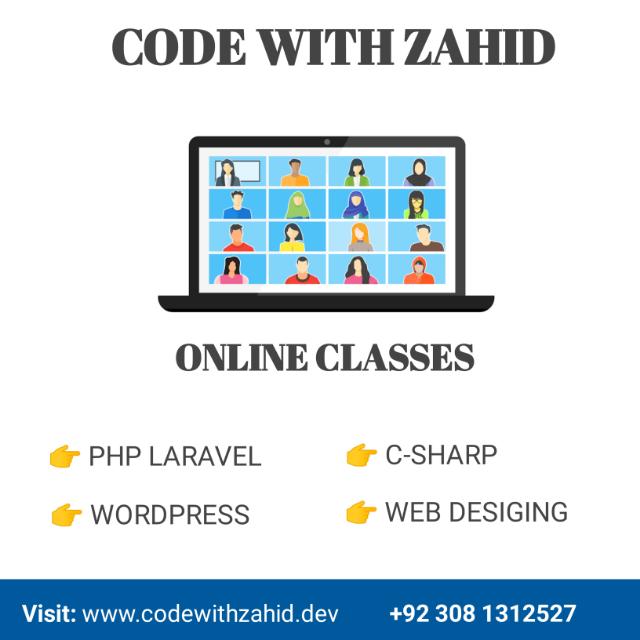 CODE WITH ZAHID
ONLINE CLASSES
👉 PHP LARAVEL
👉 C-SHARP
👉 WORDPRESS
👉 WEB DESIGING
Visit: www.codewithzahid.dev +92 308 1312527